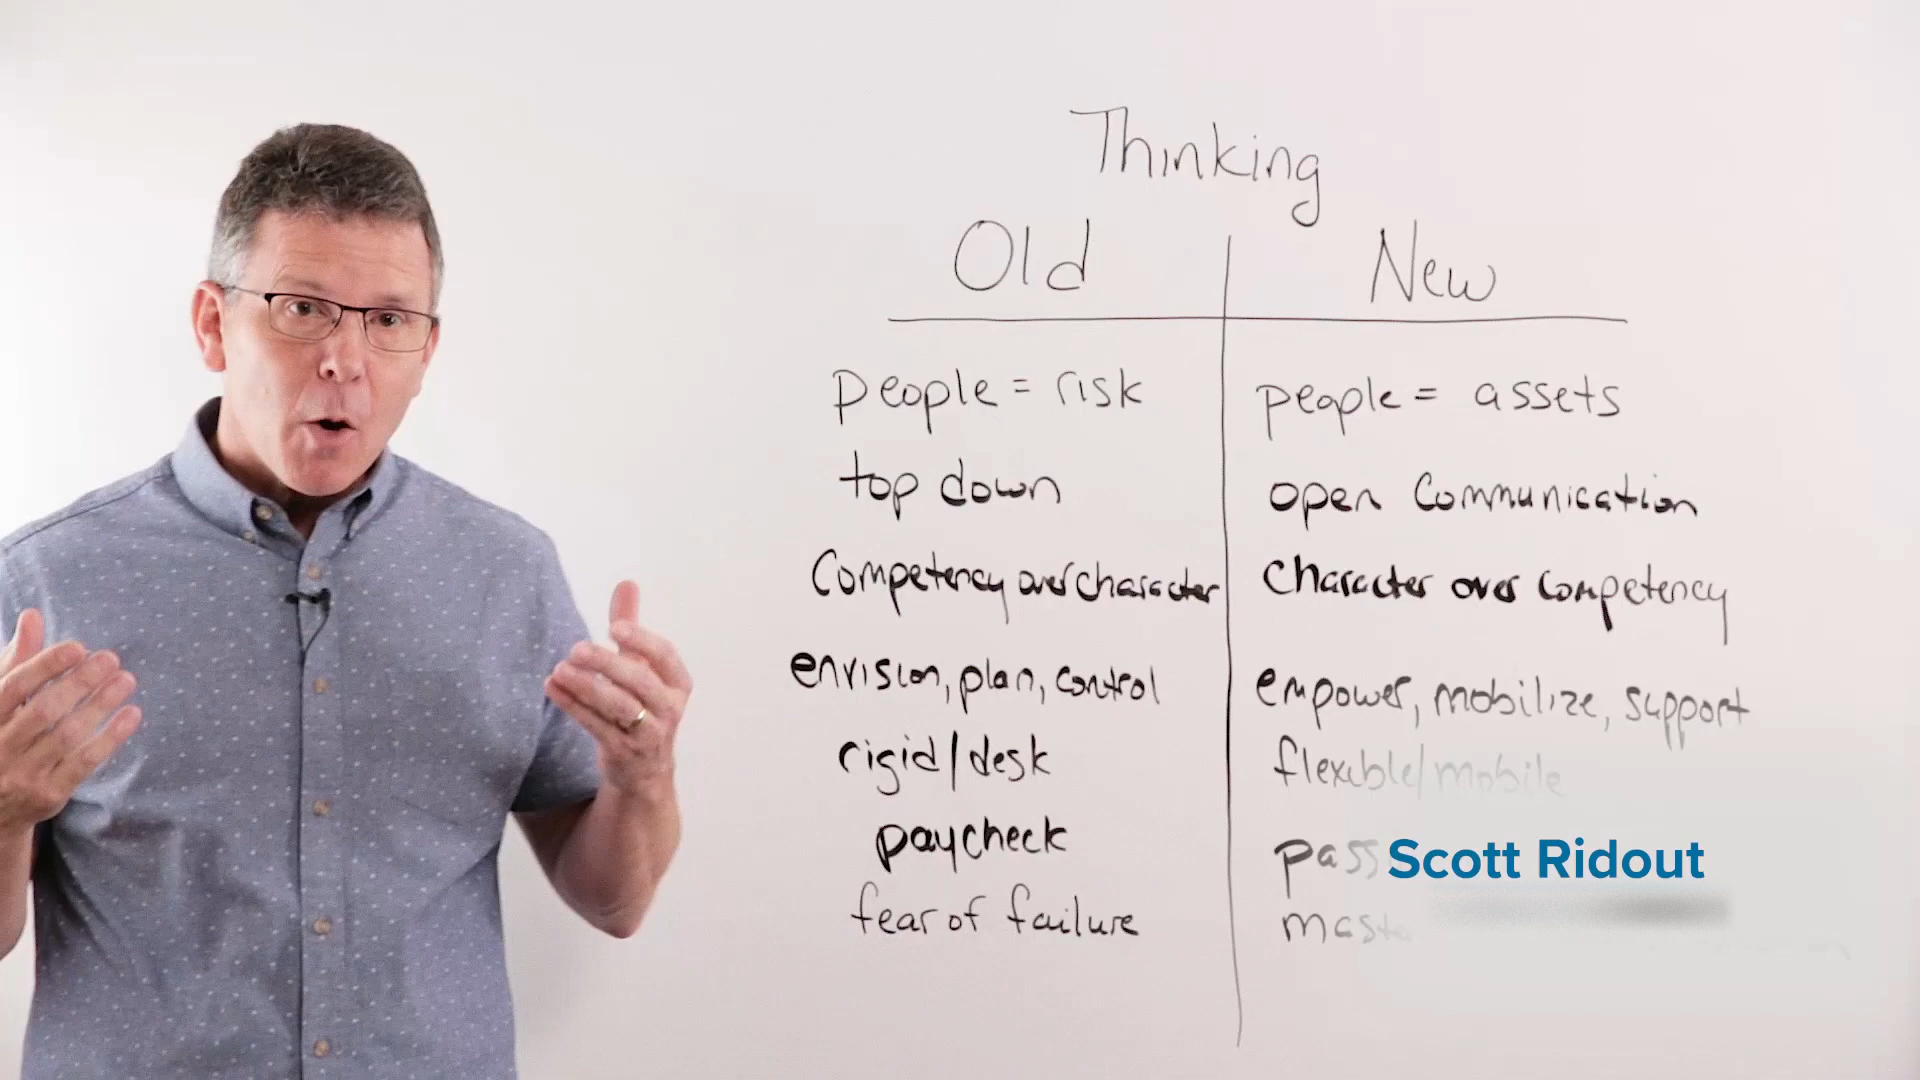 Thinking
Old
New
people = risk
people = assets
top down
open communication
Competency over character
Character over competency
envision, plan, control
empower, mobilize, support
rigid/desk
flexible/mobile
paycheck
Scott Ridout
fear of failure